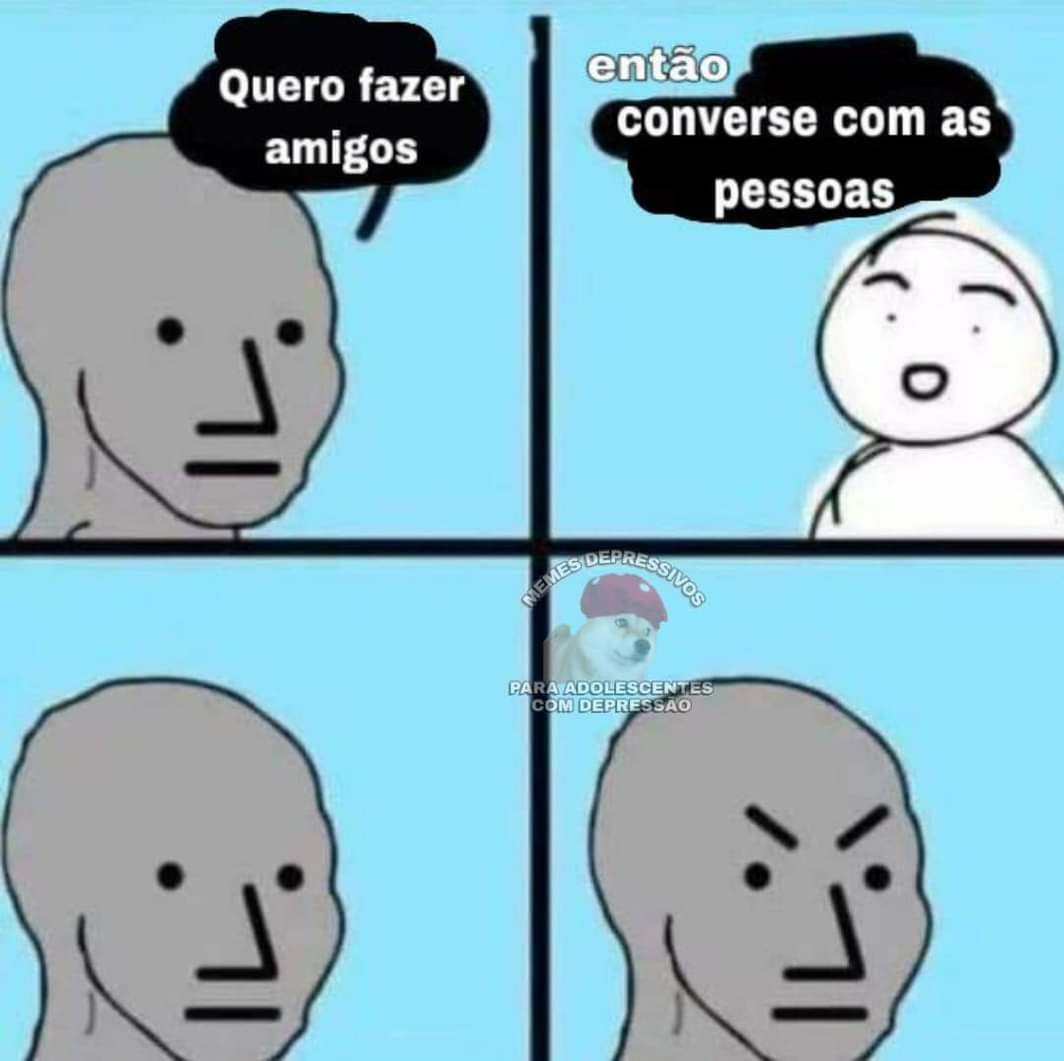 Quero fazer
amigos
então
converse com as
pessoas
MEMES DEPRESSIVOS
PARA ADOLESCENTES
COM DEPRESSÃO